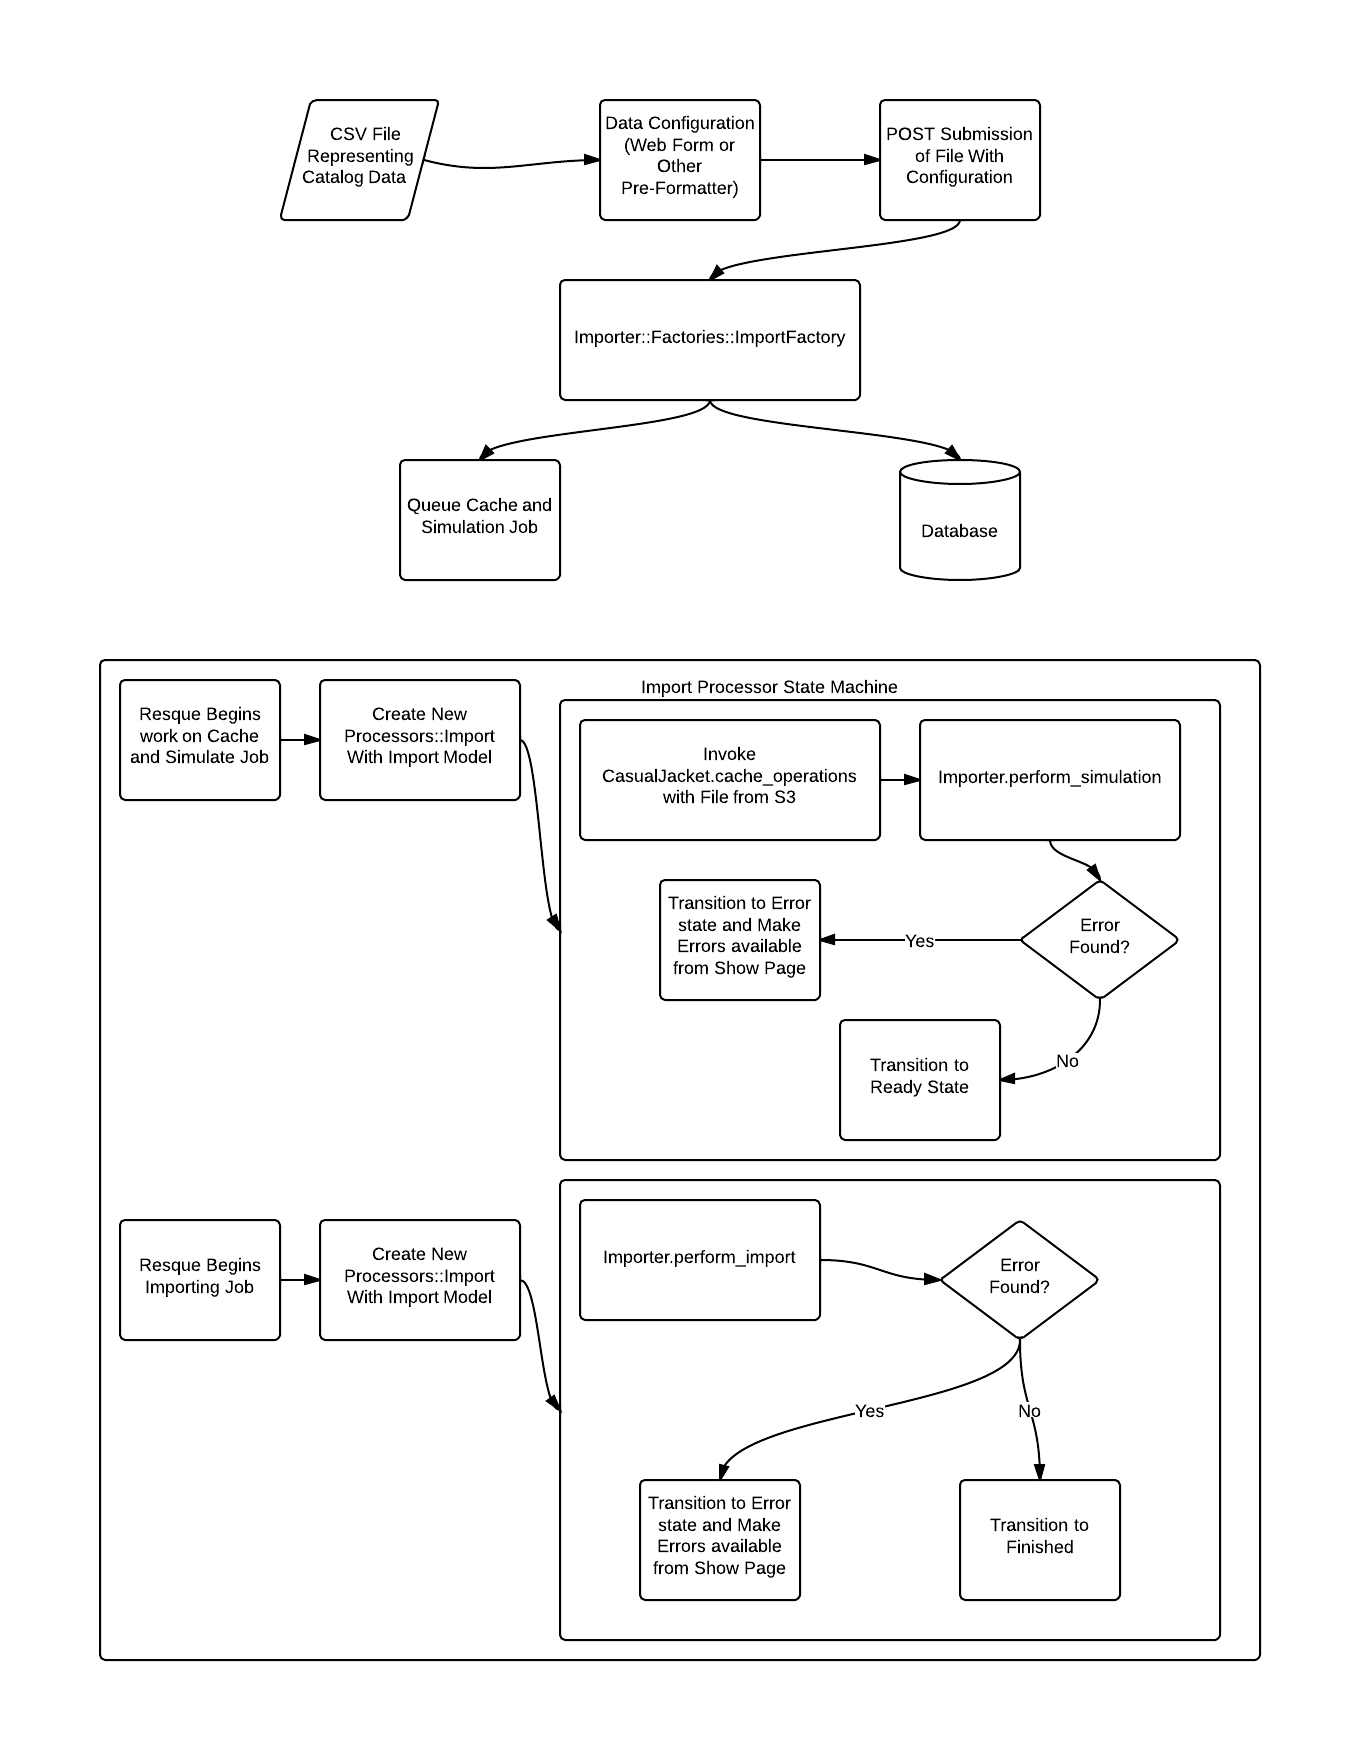 CSV File
Representing
Catalog Data
Data Configuration
(Web Form or
Other
Pre-Formatter)
POST Submission
of File With
Configuration
Importer::Factories::ImportFactory
Queue Cache and
Simulation Job
Database
Import Processor State Machine
Resque Begins
work on Cache
and Simulate Job
Create New
Processors::Import
With Import Model
Invoke
CasualJacket.cache_operations
with File from S3
Importer.perform_simulation
Error
Found?
Yes
Transition to Error
state and Make
Errors available
from Show Page
No
Transition to
Ready State
Resque Begins
Importing Job
Create New
Processors::Import
With Import Model
Importer.perform_import
Error
Found?
Yes
No
Transition to Error
state and Make
Errors available
from Show Page
Transition to
Finished